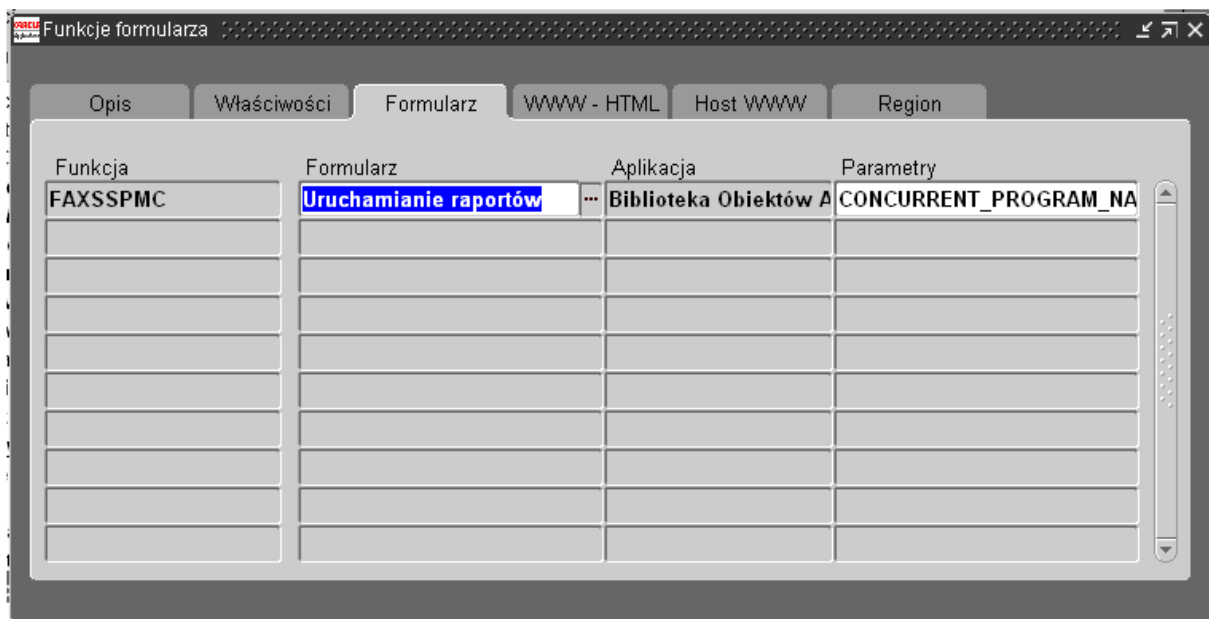 Funkcje formularza
Opis Właściwości Formularz WWW - HTML Host WWW Region
Funkcja Formularz Aplikacja Parametry
FAXSSPMC Uruchamianie raportów ... Biblioteka Obiektów A CONCURRENT_PROGRAM_NA